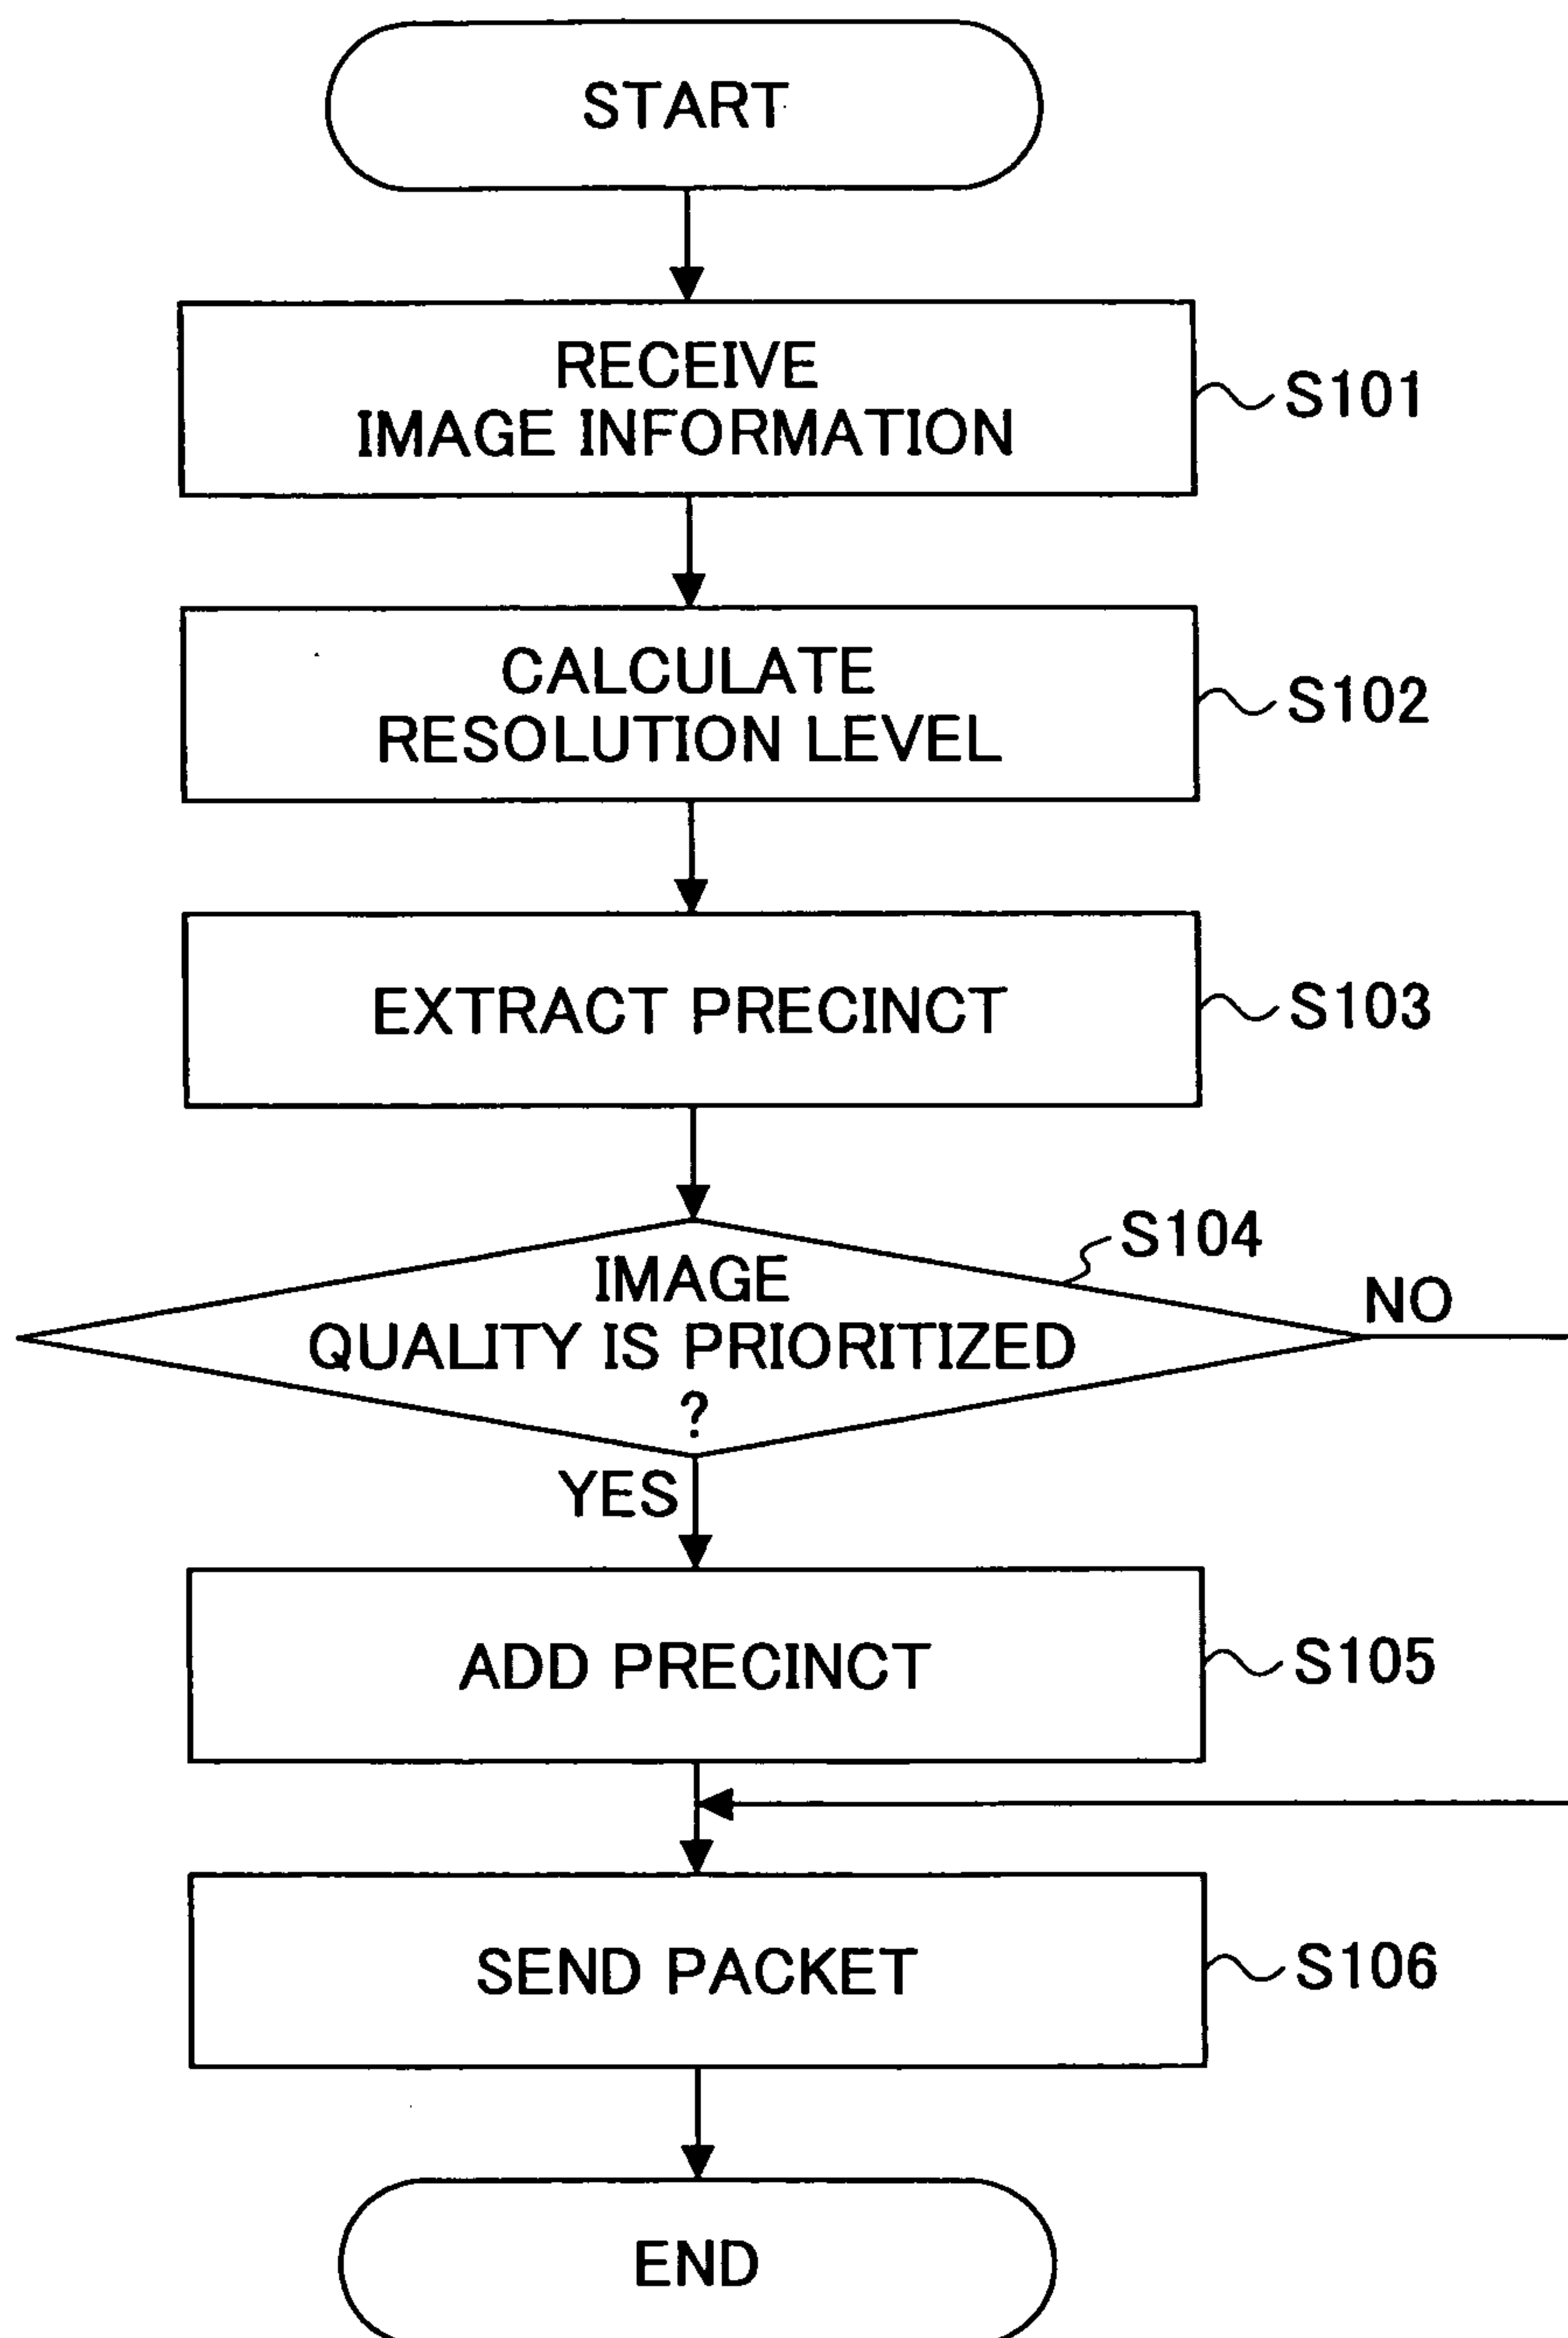 START
RECEIVE
IMAGE INFORMATION
S101
CALCULATE
RESOLUTION LEVEL
S102
EXTRACT PRECINCT
S103
S104
IMAGE
QUALITY IS PRIORITIZED
?
NO
YES
ADD PRECINCT
S105
SEND PACKET
S106
END